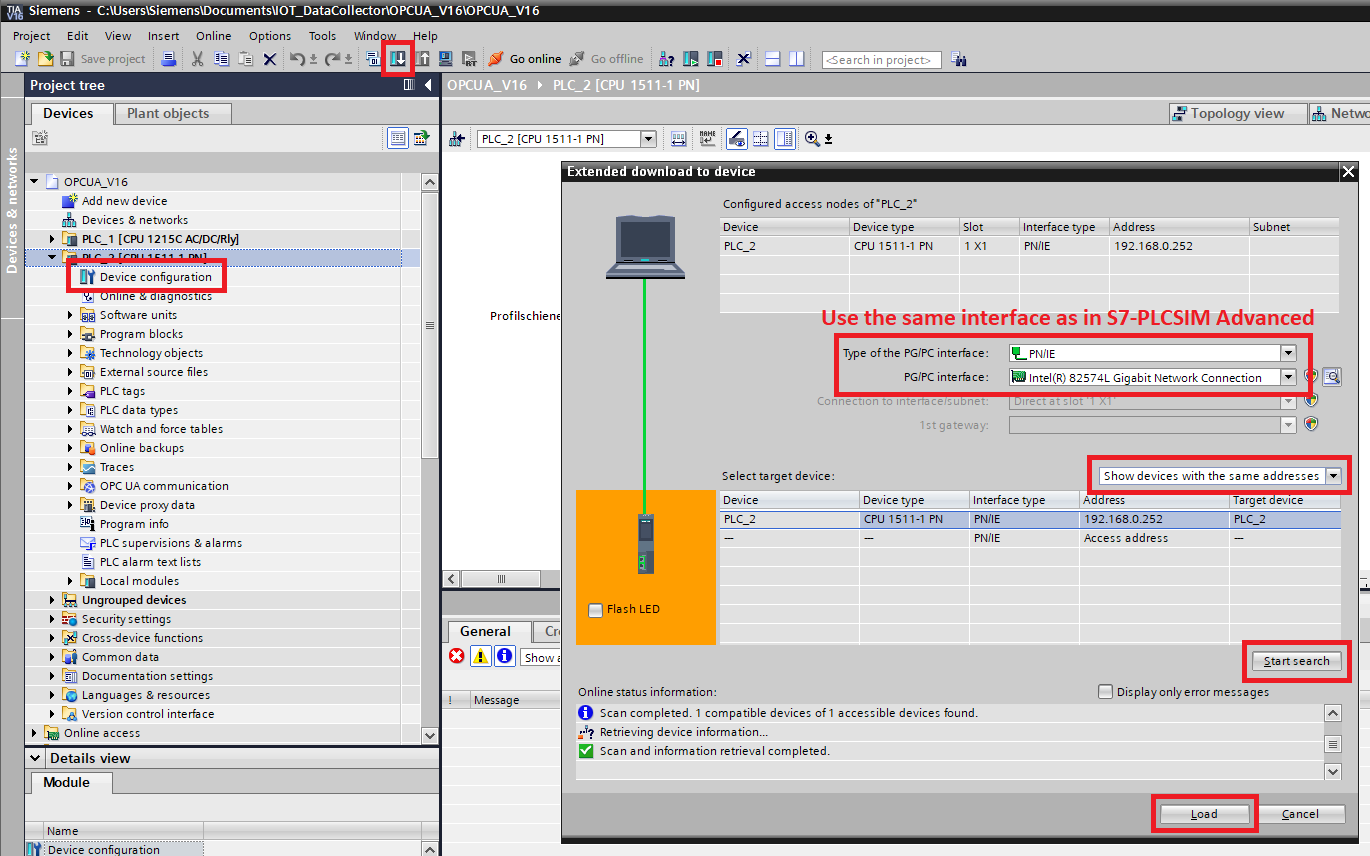 Siemens - C:\Users\Siemens\Documents\IOT_DataCollector\OPCUA_V16\OPCUA_V16
TIA
V16
Project Edit View Insert Online Options Tools Window Help
Save project Go online Go offline <Search in project>
Project tree
OPCUA_V16 PLC_2 [CPU 1511-1 PN]
Devices Plant objects
Topology view Netwo
PLC_2 [CPU 1511-1 PN]
Devices & networks
OPCUA_V16
Add new device
Devices & networks
PLC_1 [CPU 1215C AC/DC/Rly]
PLC_2 [CPU 1511-1 PN]
Device configuration
Online & diagnostics
Software units
Program blocks
Technology objects
External source files
PLC tags
PLC data types
Watch and force tables
Online backups
Traces
OPC UA communication
Device proxy data
Program info
PLC supervisions & alarms
PLC alarm text lists
Local modules
Ungrouped devices
Security settings
Cross-device functions
Common data
Documentation settings
Languages & resources
Version control interface
Online access
Details view
Module
Name
Device configuration
Profilschiene
General Cr
Show a
! Message
Extended download to device
Configured access nodes of "PLC_2"
Device Device type Slot Interface type Address Subnet
PLC_2 CPU 1511-1 PN 1 X1 PN/IE 192.168.0.252
Use the same interface as in S7-PLCSIM Advanced
Type of the PG/PC interface: PN/IE
PG/PC interface: Intel(R) 82574L Gigabit Network Connection
Connection to interface/subnet: Direct at slot '1 X1'
1st gateway:
Select target device: Show devices with the same addresses
Device Device type Interface type Address Target device
PLC_2 CPU 1511-1 PN PN/IE 192.168.0.252 PLC_2
— — PN/IE Access address —
Flash LED
Start search
Online status information: Display only error messages
Scan completed. 1 compatible devices of 1 accessible devices found.
Retrieving device information...
Scan and information retrieval completed.
Load Cancel